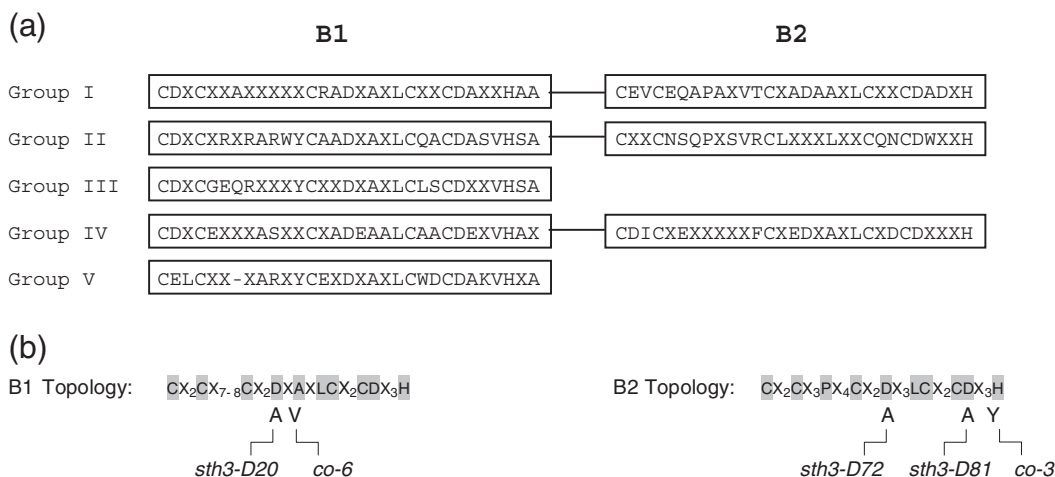 (a)
B1 B2
Group I CDXCXXAXXXXXCRADXAXLCXXCDAXXHAA CEVCEQAPAXVTCXADAAXLCXXCDADXH
Group II CDXCXRXRARWYCAADXAXLCQACDASVHSA CXXCNSQPXSVRCLXXXLXXCQNCDWXXH
Group III CDXCGEQRXXXYCXXDXAXLCLSCDXXVHSA
Group IV CDXCEXXXASXXCXADEAALCAACDEXVHAX CDICXEXXXXXFCXEDXAXLCXDCDXXXH
Group V CELCXX-XARXYCEXDXAXLCWDCDAKVHXA
(b)
B1 Topology: CX₂CX₇₋₈CX₂DXAXLCX₂CDX₃H B2 Topology: CX₂CX₃PX₄CX₂DX₃LCX₂CDX₃H
A V A A Y
sth3-D20 co-6 sth3-D72 sth3-D81 co-3